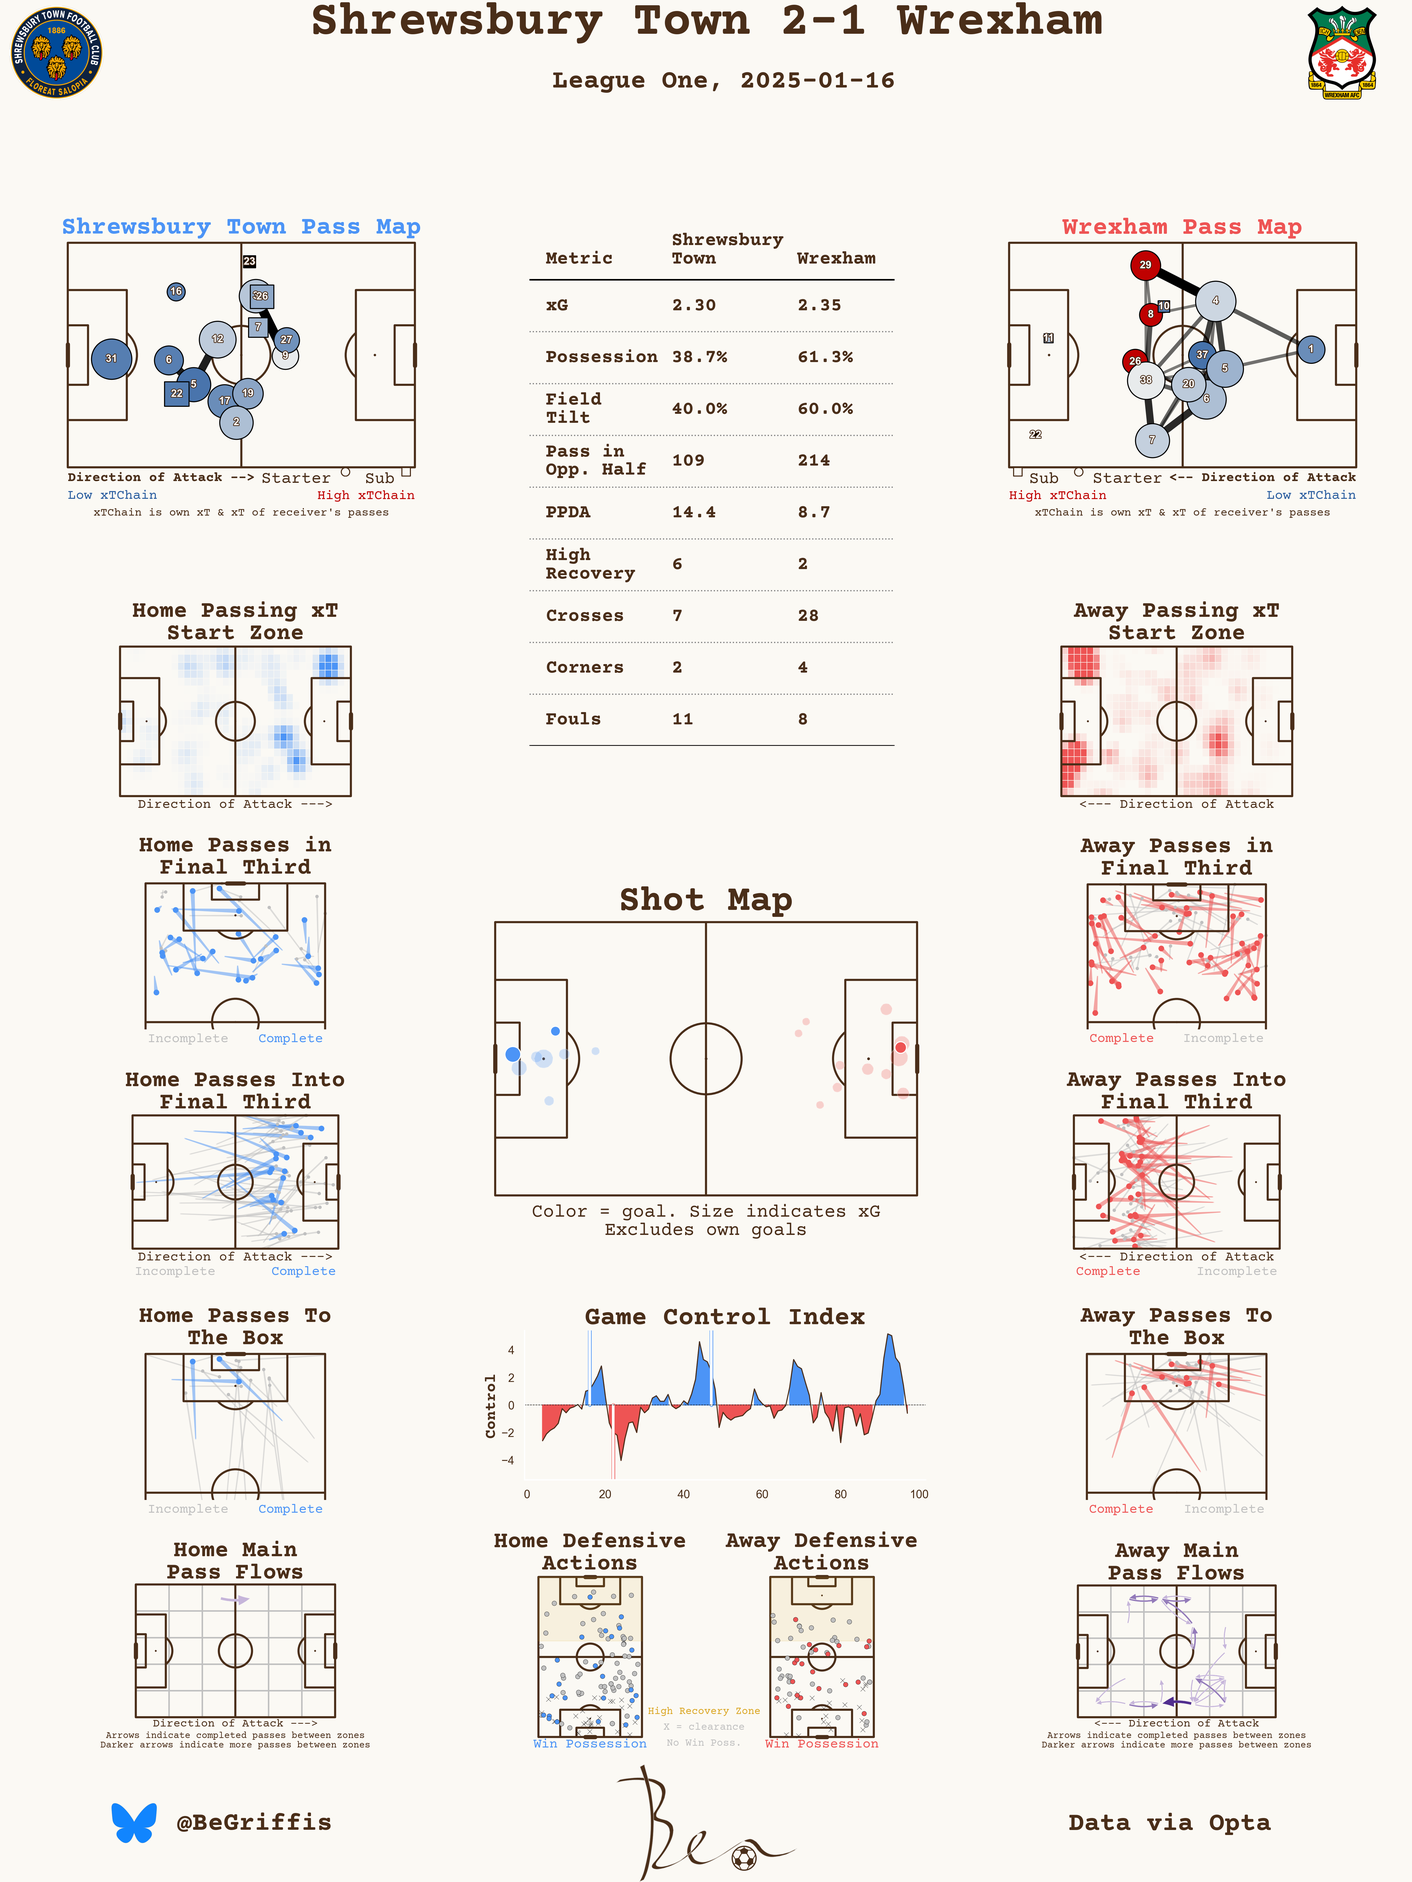 Shrewsbury Town 2-1 Wrexham
League One, 2025-01-16
SHREWSBURY TOWN FOOTBALL CLUB
1886
FLOREAT SALOPIA
1864
1864
WREXHAM AFC
Shrewsbury Town Pass Map
23
16
26
7
12
27
9
31
6
5
22
17
19
2
Direction of Attack --> Starter Sub
Low xTChain High xTChain
xTChain is own xT & xT of receiver's passes
Metric Shrewsbury Town Wrexham
xG 2.30 2.35
Possession 38.7% 61.3%
Field Tilt 40.0% 60.0%
Pass in Opp. Half 109 214
PPDA 14.4 8.7
High Recovery 6 2
Crosses 7 28
Corners 2 4
Fouls 11 8
Wrexham Pass Map
29
4
10
8
11
1
37
26
5
38
20
6
22
7
Sub Starter <-- Direction of Attack
High xTChain Low xTChain
xTChain is own xT & xT of receiver's passes
Home Passing xT
Start Zone
Direction of Attack --->
Away Passing xT
Start Zone
<--- Direction of Attack
Home Passes in
Final Third
Incomplete Complete
Away Passes in
Final Third
Complete Incomplete
Shot Map
Color = goal. Size indicates xG
Excludes own goals
Home Passes Into
Final Third
Direction of Attack --->
Incomplete Complete
Away Passes Into
Final Third
<--- Direction of Attack
Complete Incomplete
Home Passes To
The Box
Incomplete Complete
Game Control Index
Control
4
2
0
−2
−4
0 20 40 60 80 100
Away Passes To
The Box
Complete Incomplete
Home Main
Pass Flows
Direction of Attack --->
Arrows indicate completed passes between zones
Darker arrows indicate more passes between zones
Home Defensive
Actions
Win Possession
High Recovery Zone
X = clearance
No Win Poss.
Away Defensive
Actions
Win Possession
Away Main
Pass Flows
<--- Direction of Attack
Arrows indicate completed passes between zones
Darker arrows indicate more passes between zones
@BeGriffis
Ben
Data via Opta